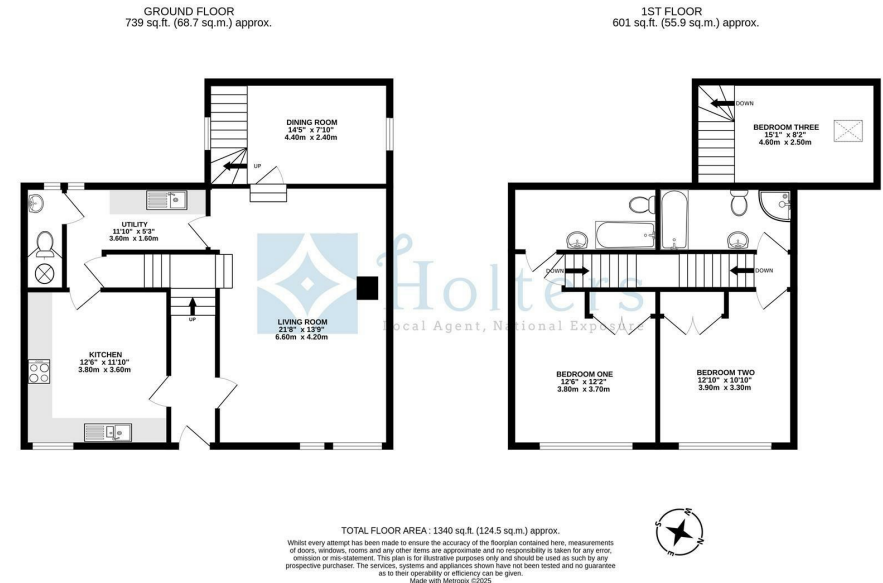 GROUND FLOOR
739 sq.ft. (68.7 sq.m.) approx.
1ST FLOOR
601 sq.ft. (55.9 sq.m.) approx.
DINING ROOM
14'5" x 7'10"
4.40m x 2.40m
UP
DOWN
BEDROOM THREE
15'1" x 8'2"
4.60m x 2.50m
UTILITY
11'10" x 5'3"
3.60m x 1.60m
UP
LIVING ROOM
21'8" x 13'9"
6.60m x 4.20m
KITCHEN
12'6" x 11'10"
3.80m x 3.60m
DOWN
DOWN
Holters
Local Agent, National Exposure
BEDROOM ONE
12'6" x 12'2"
3.80m x 3.70m
BEDROOM TWO
12'10" x 10'10"
3.90m x 3.30m
TOTAL FLOOR AREA : 1340 sq.ft. (124.5 sq.m.) approx.
Whilst every attempt has been made to ensure the accuracy of the floorplan contained here, measurements
of doors, windows, rooms and any other items are approximate and no responsibility is taken for any error,
omission or mis-statement. This plan is for illustrative purposes only and should be used as such by any
prospective purchaser. The services, systems and appliances shown have not been tested and no guarantee
as to their operability or efficiency can be given.
Made with Metropix ©2025
N
E
S
W